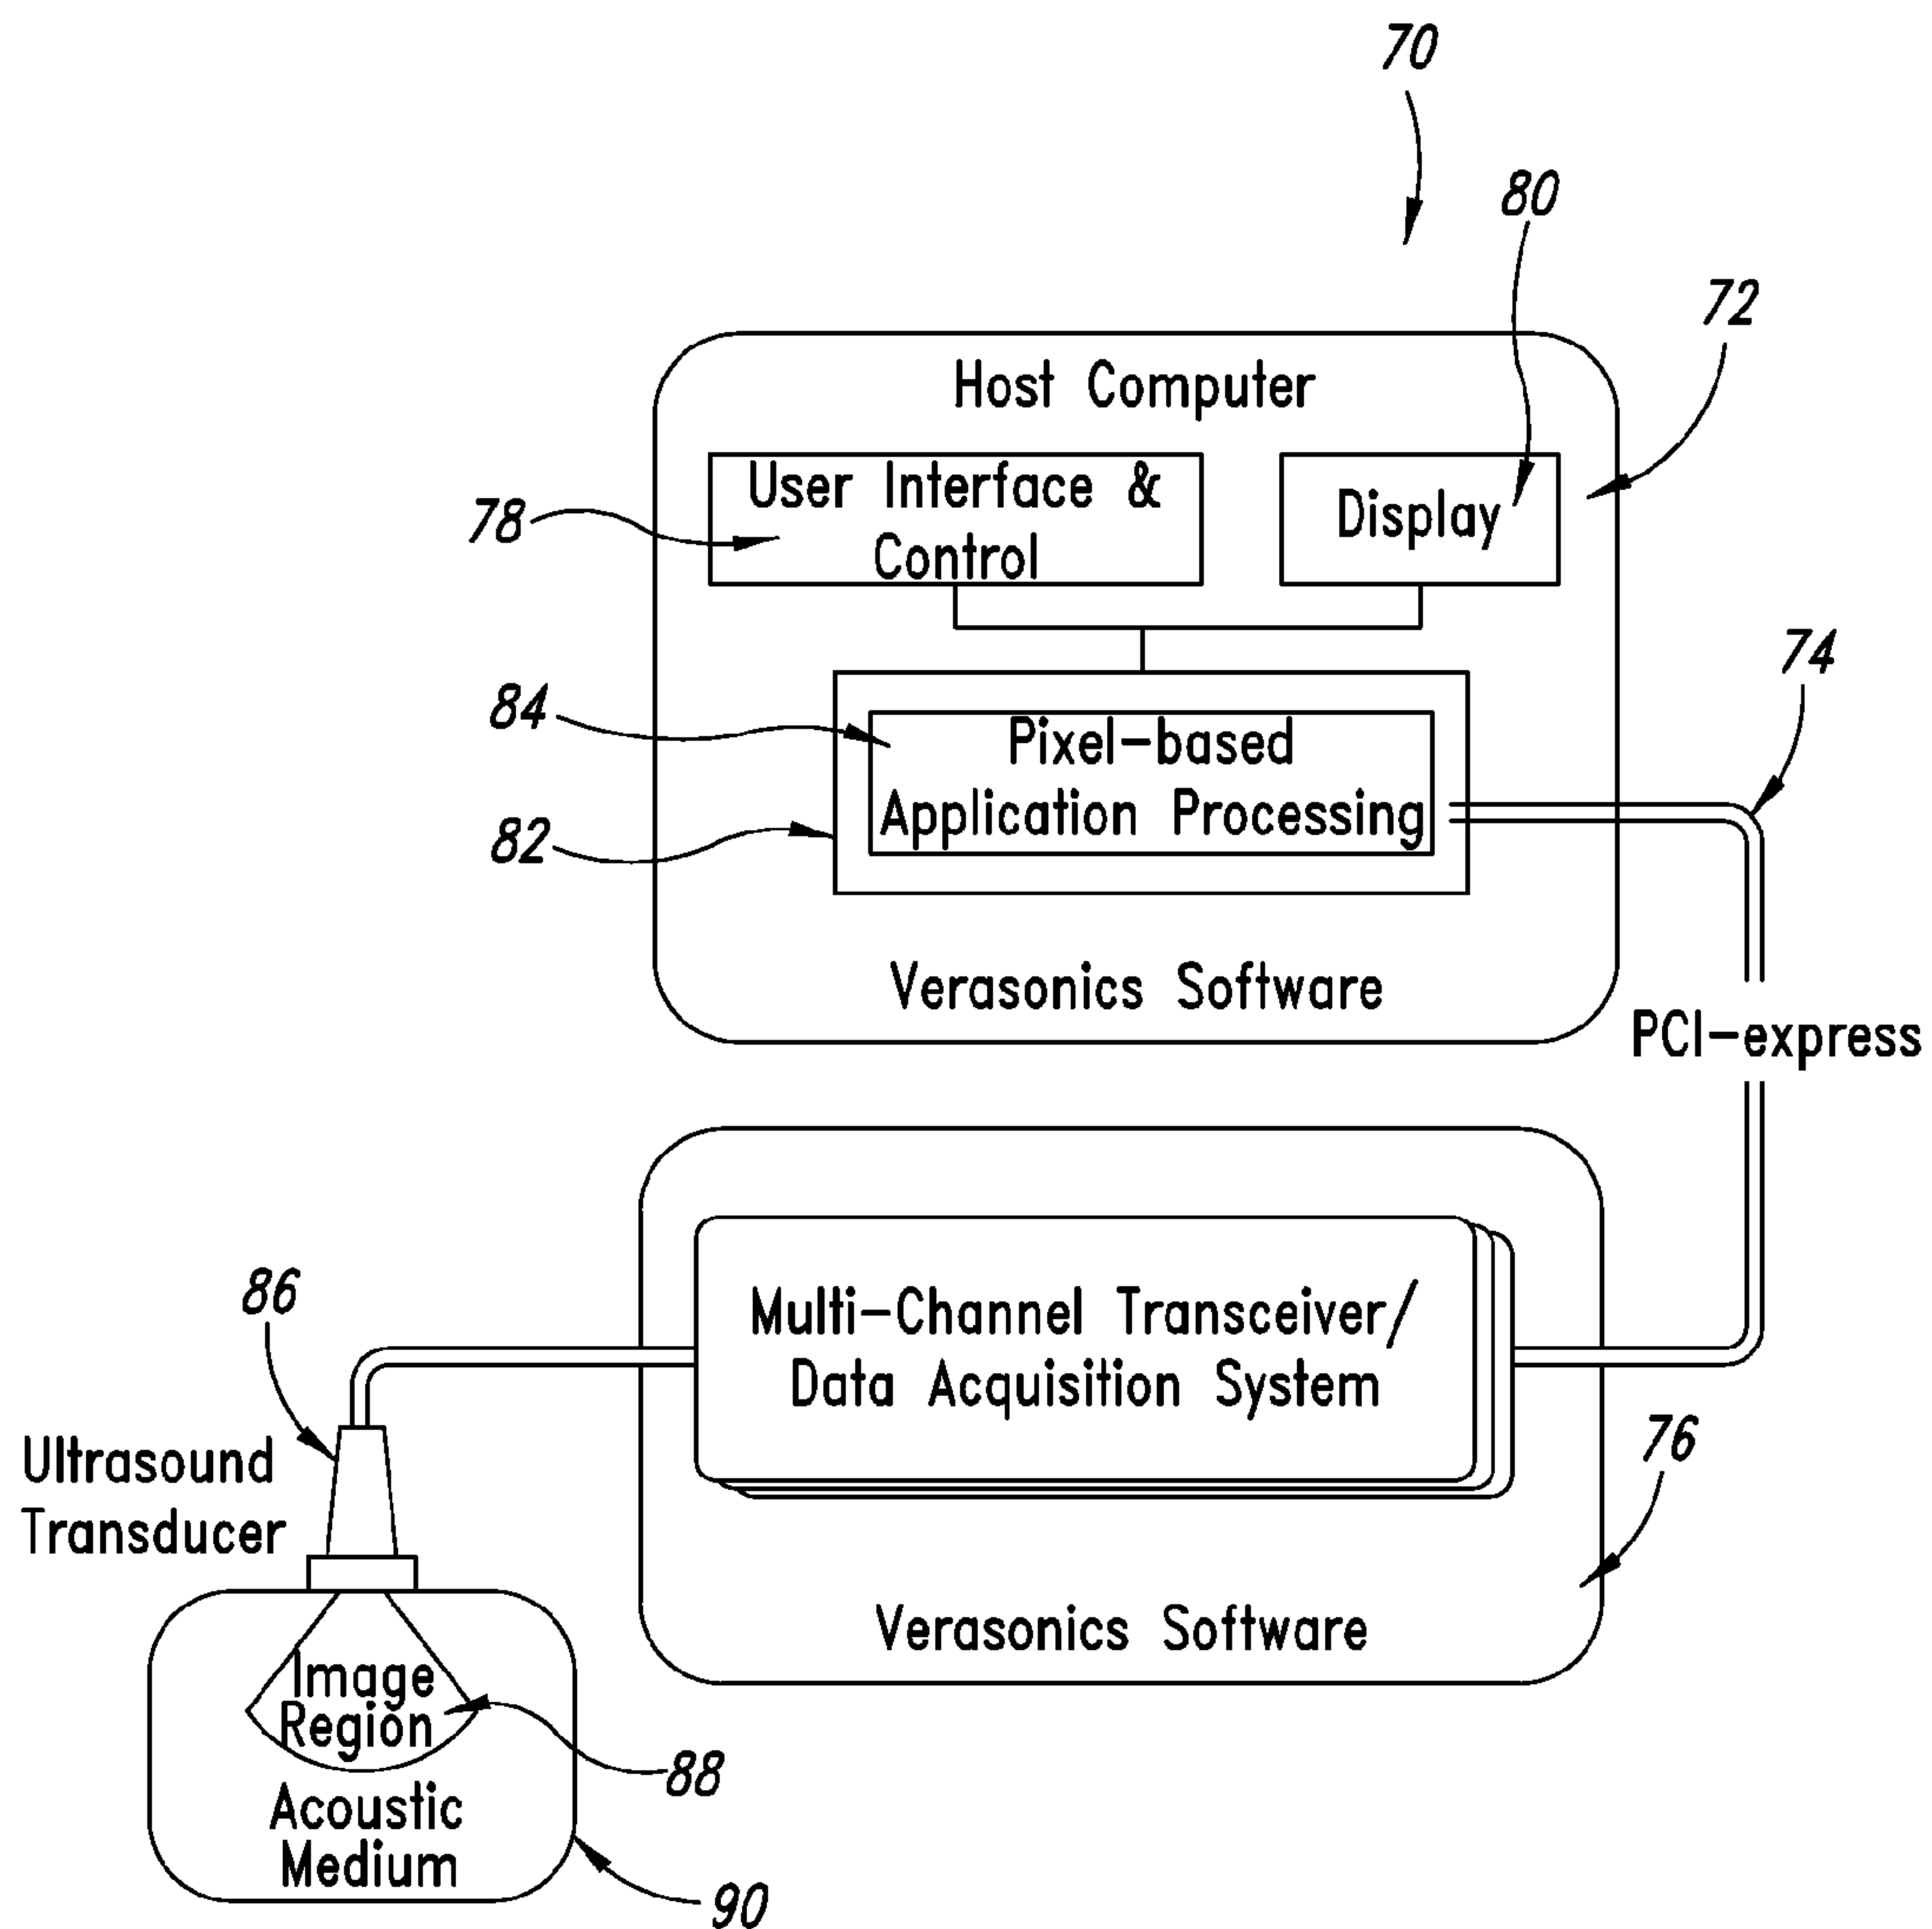 70
80
72
Host Computer
User Interface &
Control
Display
78
74
84
Pixel-based
Application Processing
82
Verasonics Software
PCI-express
86
Multi-Channel Transceiver/
Data Acquisition System
76
Ultrasound
Transducer
Verasonics Software
Image
Region
88
Acoustic
Medium
90